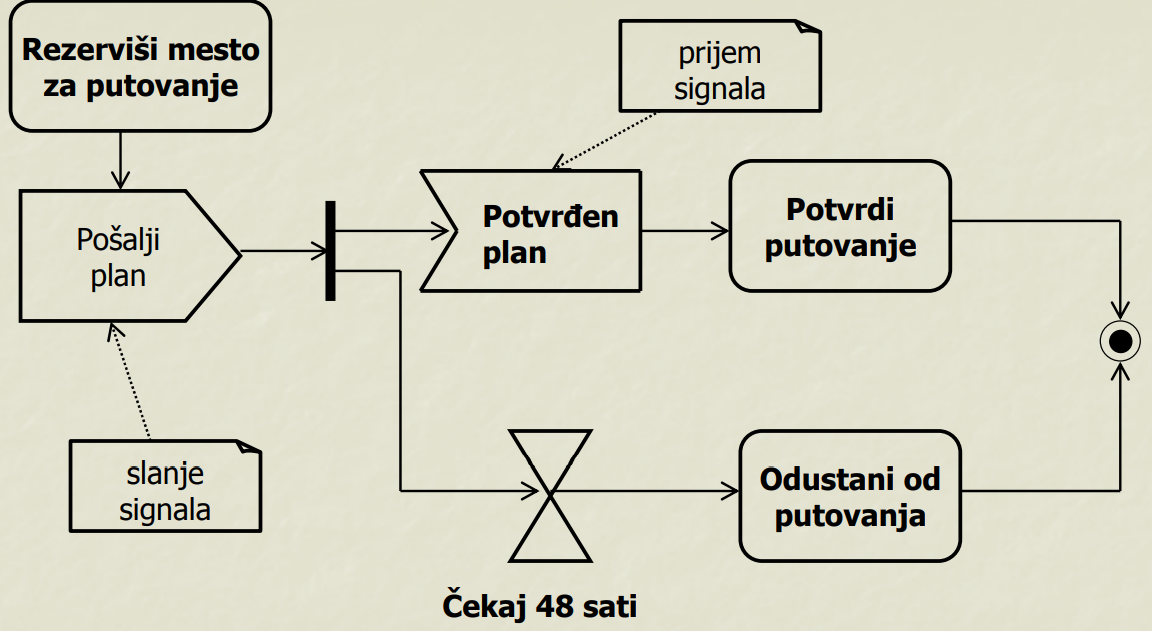 Rezerviši mesto
za putovanje
prijem
signala
Pošalji
plan
Potvrđen
plan
Potvrdi
putovanje
slanje
signala
Odustani od
putovanja
Čekaj 48 sati